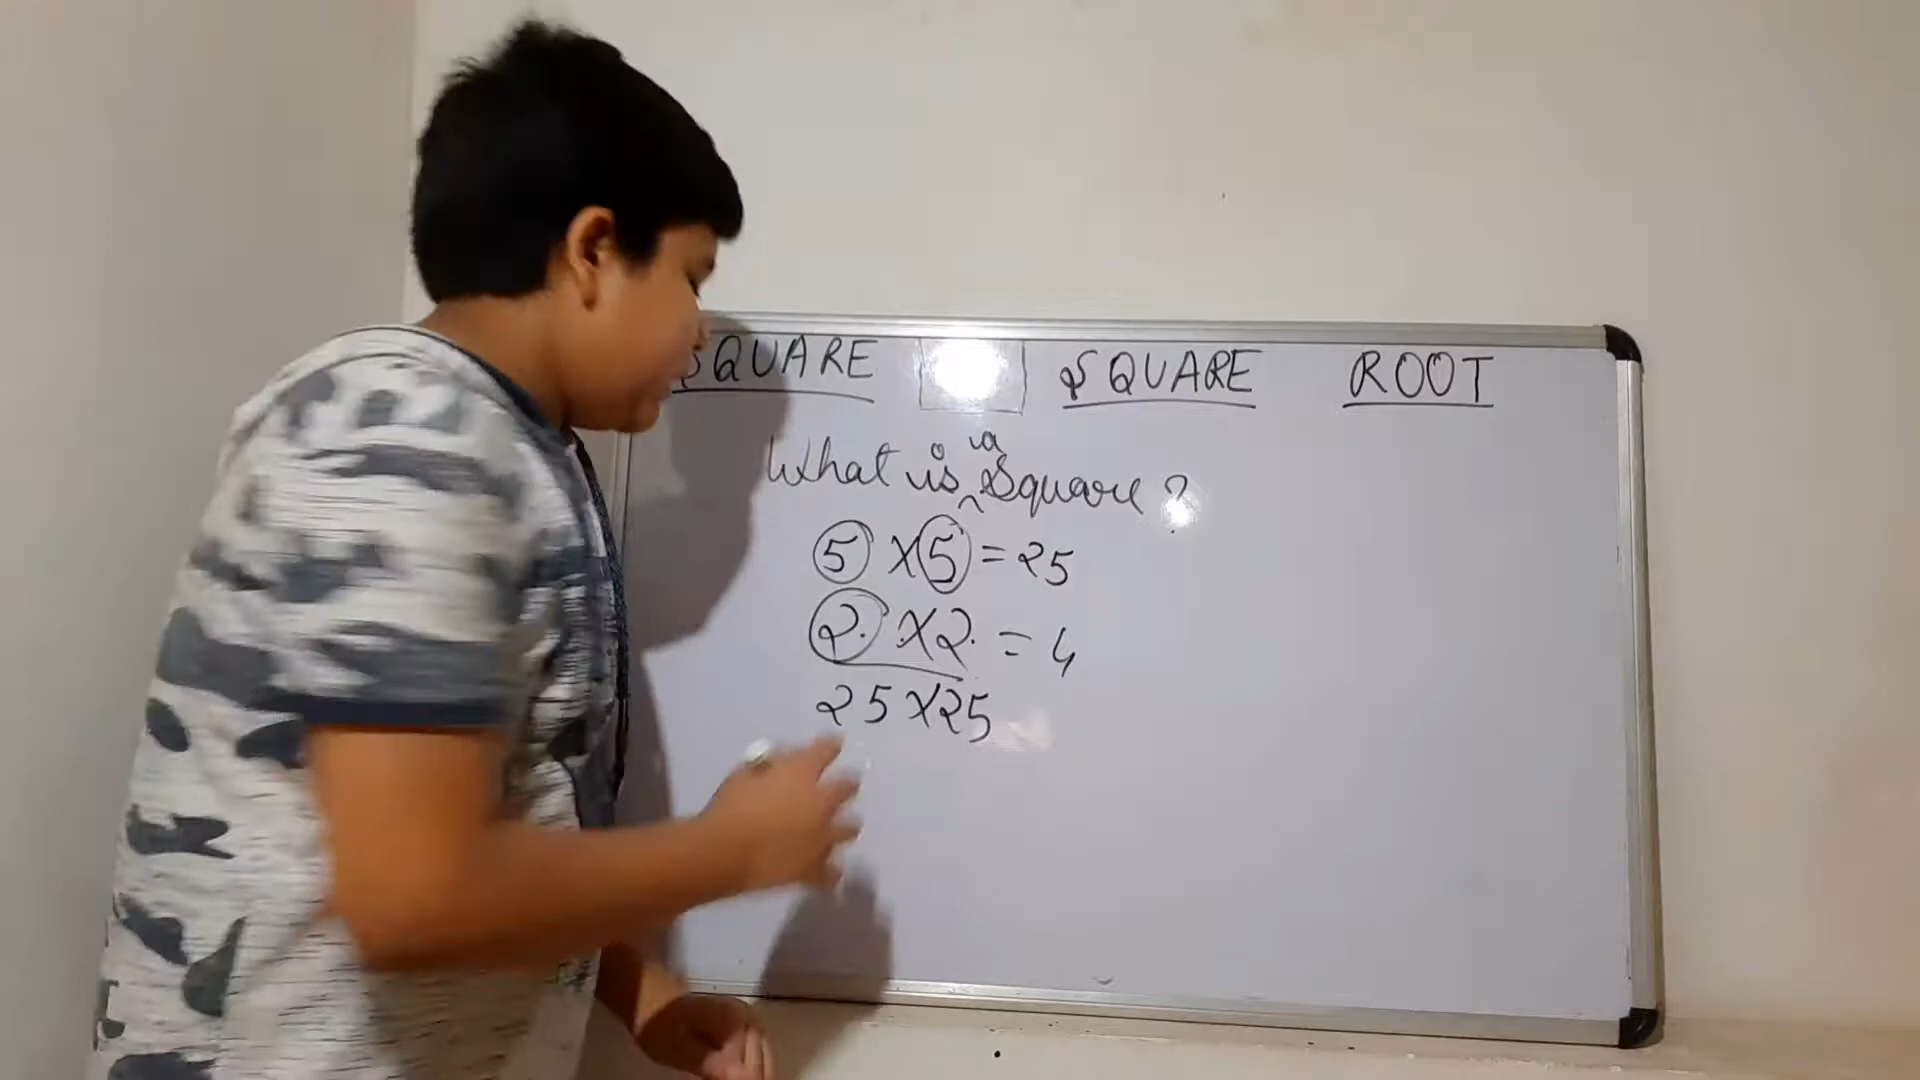 SQUARE SQUARE ROOT
What is a Square?
5 × 5 = 25
2 × 2 = 4
25 × 25